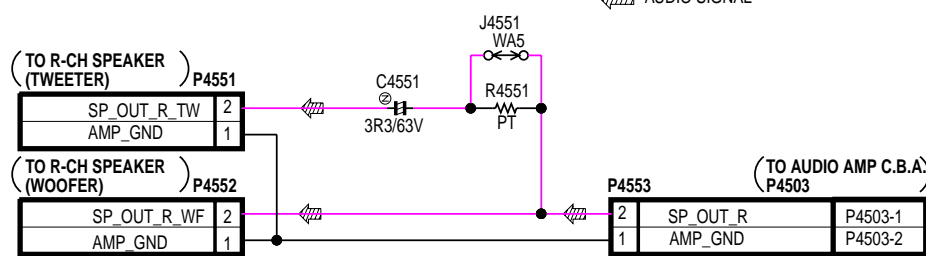 AUDIO SIGNAL
J4551
WA5
(TO R-CH SPEAKER
(TWEETER)) P4551
C4551
Ⓩ
3R3/63V
R4551
PT
SP_OUT_R_TW 2
AMP_GND 1
(TO R-CH SPEAKER
(WOOFER)) P4552
SP_OUT_R_WF 2
AMP_GND 1
P4553
(TO AUDIO AMP C.B.A.)
P4503
2 SP_OUT_R P4503-1
1 AMP_GND P4503-2